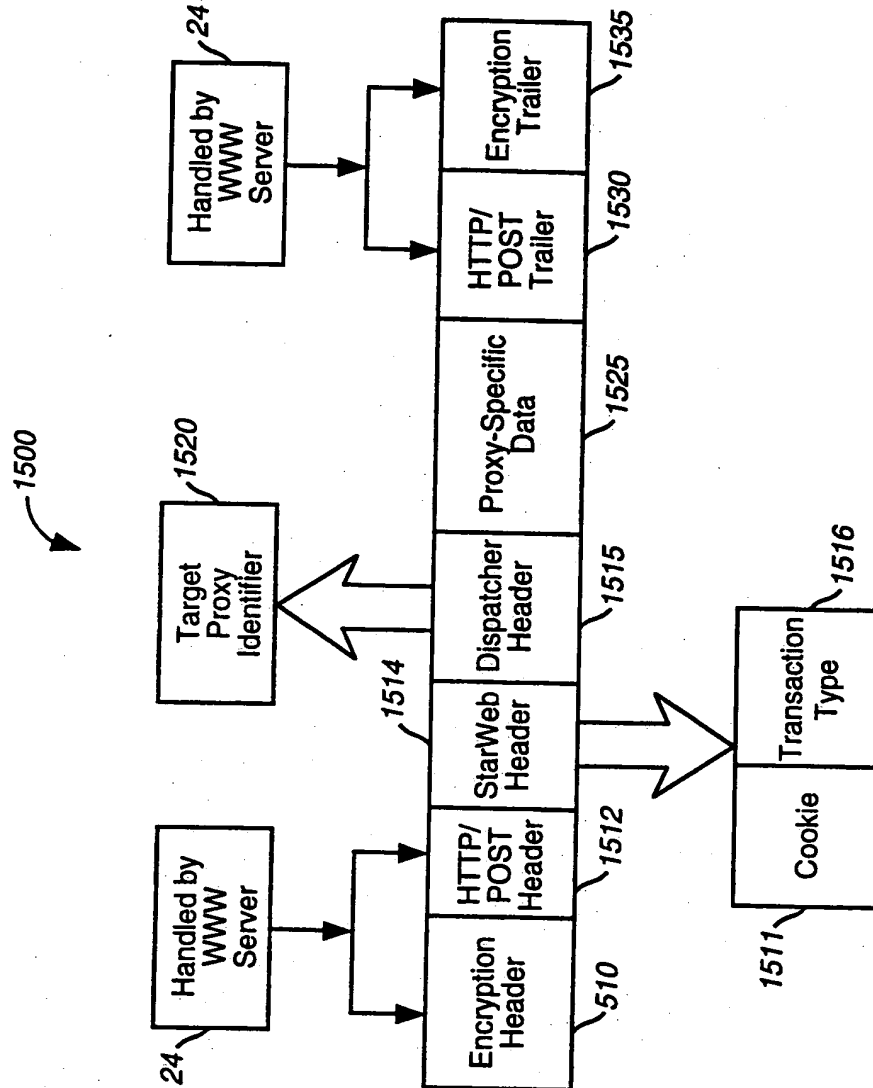 1500
24
Handled by
WWW
Server
1520
Target
Proxy
Identifier
24
Handled by
WWW
Server
1514
Encryption
Header
HTTP/
POST
Header
StarWeb
Header
Dispatcher
Header
Proxy-Specific
Data
HTTP/
POST
Trailer
Encryption
Trailer
510
1512
1515
1525
1530
1535
Cookie
Transaction
Type
1511
1516